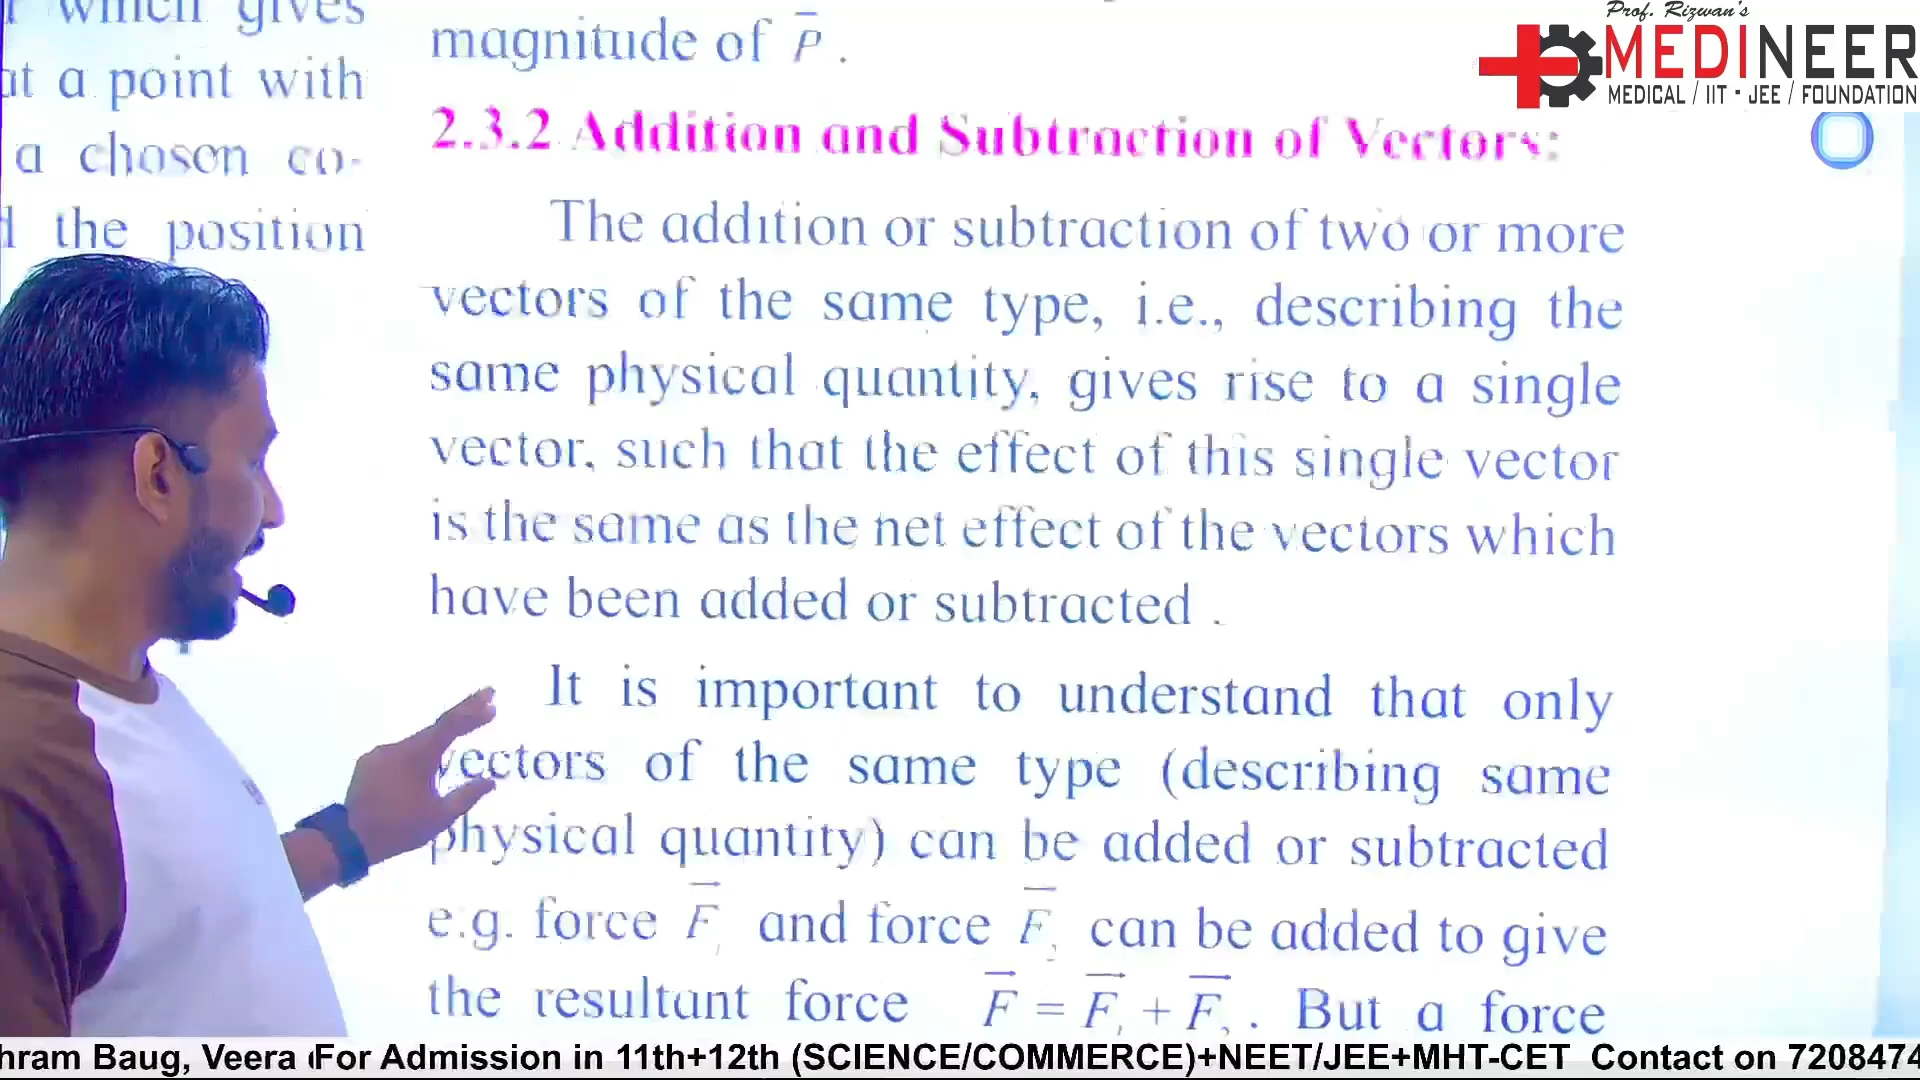 which gives
at a point with
a chosen co-
the position
magnitude of P̄ .
2.3.2 Addition and Subtraction of Vectors:
The addition or subtraction of two or more
vectors of the same type, i.e., describing the
same physical quantity, gives rise to a single
vector, such that the effect of this single vector
is the same as the net effect of the vectors which
have been added or subtracted .
It is important to understand that only
vectors of the same type (describing same
physical quantity) can be added or subtracted
e.g. force F⃗₁ and force F⃗₂ can be added to give
the resultant force F⃗ = F⃗₁ + F⃗₂ . But a force
Prof. Rizwan's
MEDINEER
MEDICAL / IIT - JEE / FOUNDATION
hram Baug, Veera For Admission in 11th+12th (SCIENCE/COMMERCE)+NEET/JEE+MHT-CET Contact on 7208474